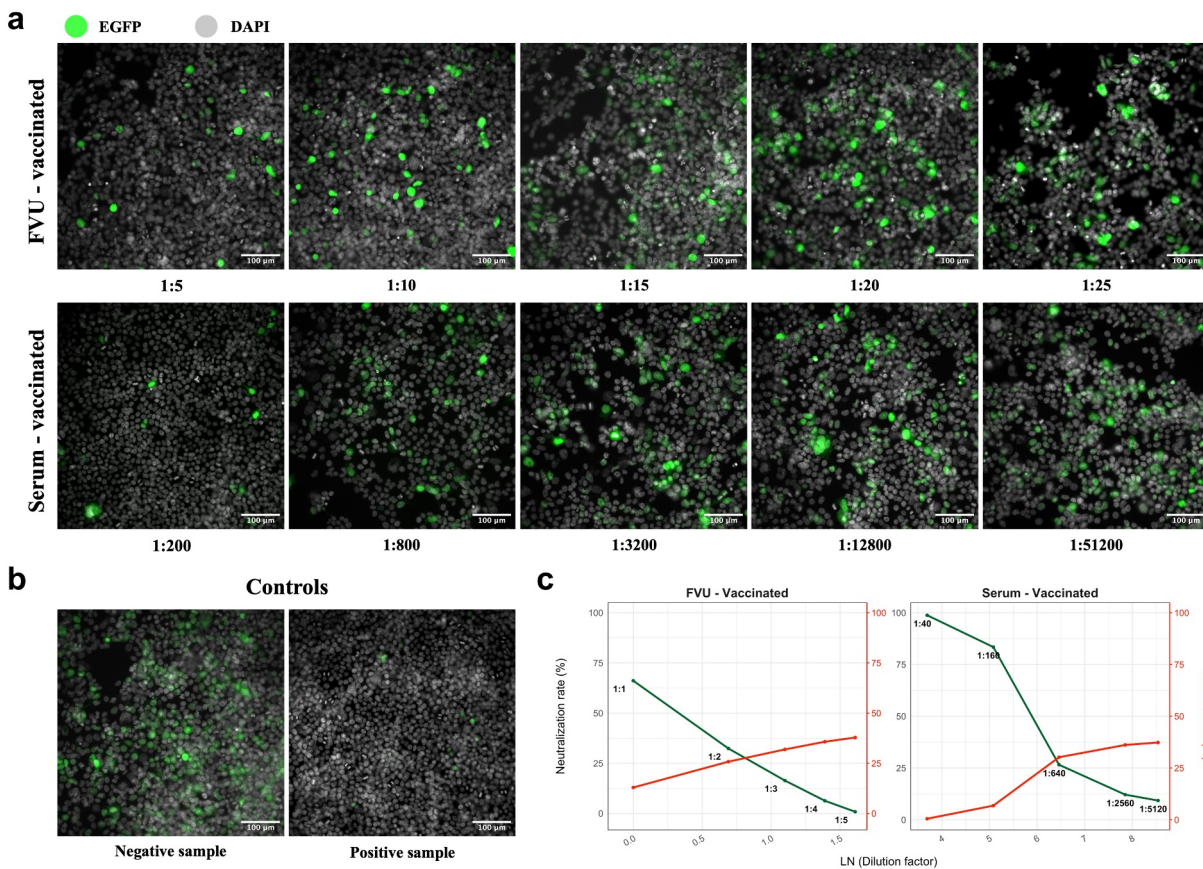 a
EGFP
DAPI
FVU - vaccinated
100 µm
100 µm
100 µm
100 µm
100 µm
1:5
1:10
1:15
1:20
1:25
Serum - vaccinated
100 µm
100 µm
100 µm
100 µm
100 µm
1:200
1:800
1:3200
1:12800
1:51200
b
Controls
100 µm
100 µm
Negative sample
Positive sample
c
FVU - Vaccinated
Neutralization rate (%)
100
75
50
25
0
1:1
1:2
1:3
1:4
1:5
100
75
50
25
0
0.0
0.5
1.0
1.5
Serum - Vaccinated
100
75
50
25
0
1:40
1:160
1:640
1:2560
1:5120
100
75
50
25
0
4
5
6
7
8
LN (Dilution factor)